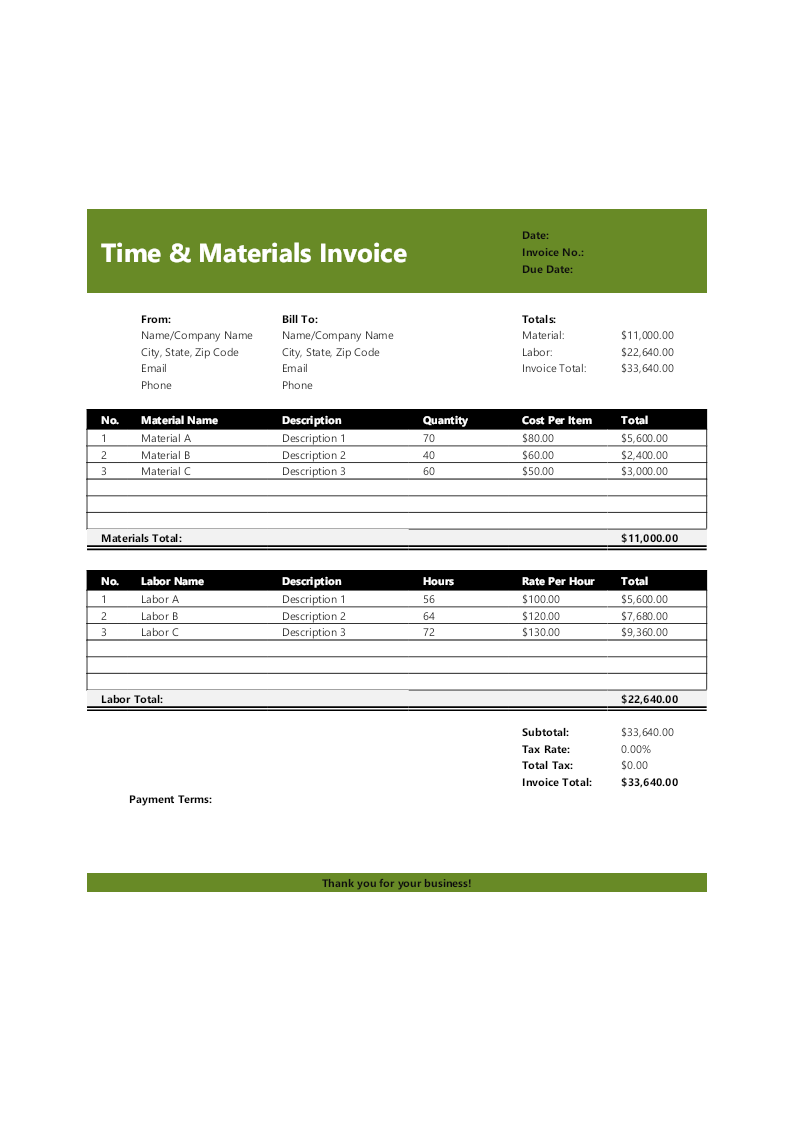 Time & Materials Invoice
Date:
Invoice No.:
Due Date:
From: Bill To: Totals:
Name/Company Name Name/Company Name Material: $11,000.00
City, State, Zip Code City, State, Zip Code Labor: $22,640.00
Email Email Invoice Total: $33,640.00
Phone Phone
No. Material Name Description Quantity Cost Per Item Total
1 Material A Description 1 70 $80.00 $5,600.00
2 Material B Description 2 40 $60.00 $2,400.00
3 Material C Description 3 60 $50.00 $3,000.00
Materials Total: $11,000.00
No. Labor Name Description Hours Rate Per Hour Total
1 Labor A Description 1 56 $100.00 $5,600.00
2 Labor B Description 2 64 $120.00 $7,680.00
3 Labor C Description 3 72 $130.00 $9,360.00
Labor Total: $22,640.00
Subtotal: $33,640.00
Tax Rate: 0.00%
Total Tax: $0.00
Invoice Total: $33,640.00
Payment Terms:
Thank you for your business!